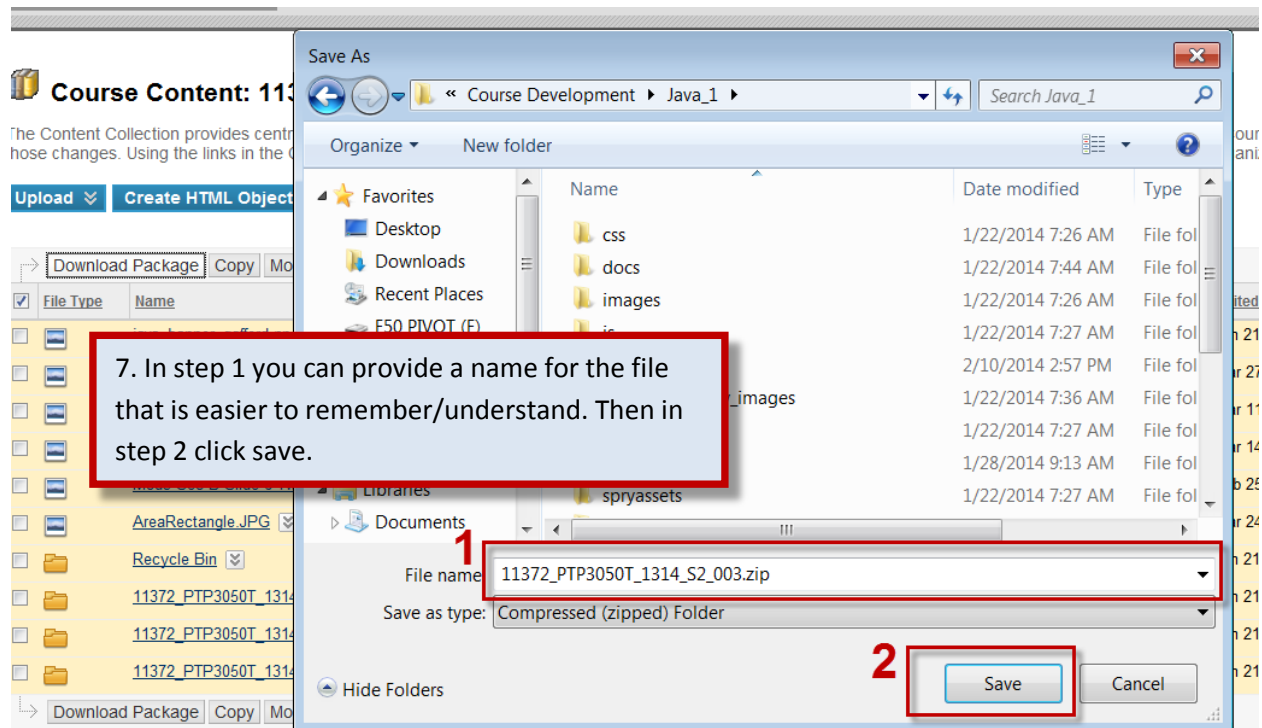 Save As
Course Content: 113
« Course Development Java_1
Search Java_1
The Content Collection provides centr
those changes. Using the links in the
Organize
New folder
Upload
Create HTML Object
Favorites
Desktop
Downloads
Recent Places
F50 PIVOT (F)
Name
Date modified
Type
css
1/22/2014 7:26 AM
File fol
docs
1/22/2014 7:44 AM
File fol
images
1/22/2014 7:26 AM
File fol
js
1/22/2014 7:27 AM
File fol
2/10/2014 2:57 PM
File fol
_images
1/22/2014 7:36 AM
File fol
1/22/2014 7:27 AM
File fol
1/28/2014 9:13 AM
File fol
spryassets
1/22/2014 7:27 AM
File fol
Download Package
Copy
Mo
File Type
Name
7. In step 1 you can provide a name for the file
that is easier to remember/understand. Then in
step 2 click save.
Libraries
Documents
AreaRectangle.JPG
Recycle Bin
11372_PTP3050T_1314
11372_PTP3050T_1314
11372_PTP3050T_1314
1
File name
11372_PTP3050T_1314_S2_003.zip
Save as type:
Compressed (zipped) Folder
2
Hide Folders
Save
Cancel
Download Package
Copy
Mo